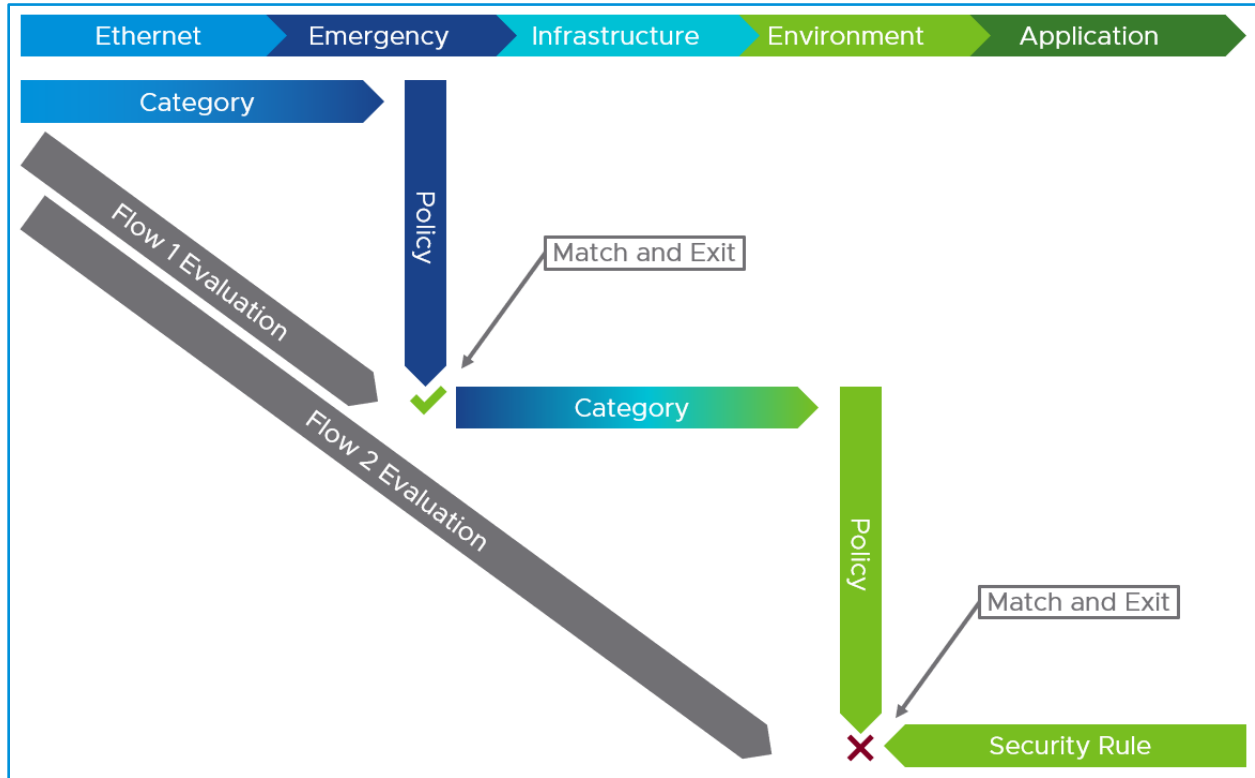 Ethernet
Emergency
Infrastructure
Environment
Application
Category
Policy
Flow 1 Evaluation
Match and Exit
Flow 2 Evaluation
Category
Policy
Match and Exit
Security Rule